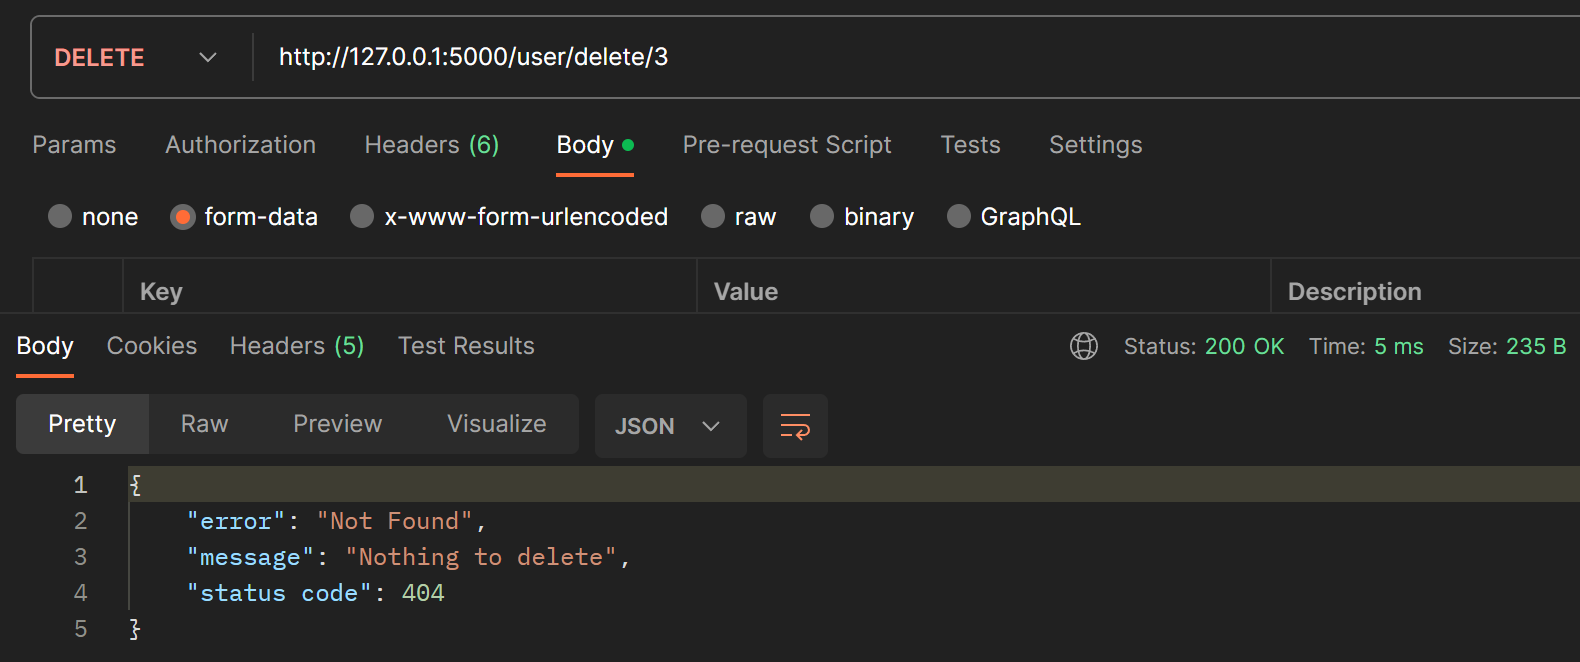 DELETE http://127.0.0.1:5000/user/delete/3
Params Authorization Headers (6) Body Pre-request Script Tests Settings
none form-data x-www-form-urlencoded raw binary GraphQL
Key Value Description
Body Cookies Headers (5) Test Results Status: 200 OK Time: 5 ms Size: 235 B
Pretty Raw Preview Visualize JSON
1 {
2 "error": "Not Found",
3 "message": "Nothing to delete",
4 "status code": 404
5 }